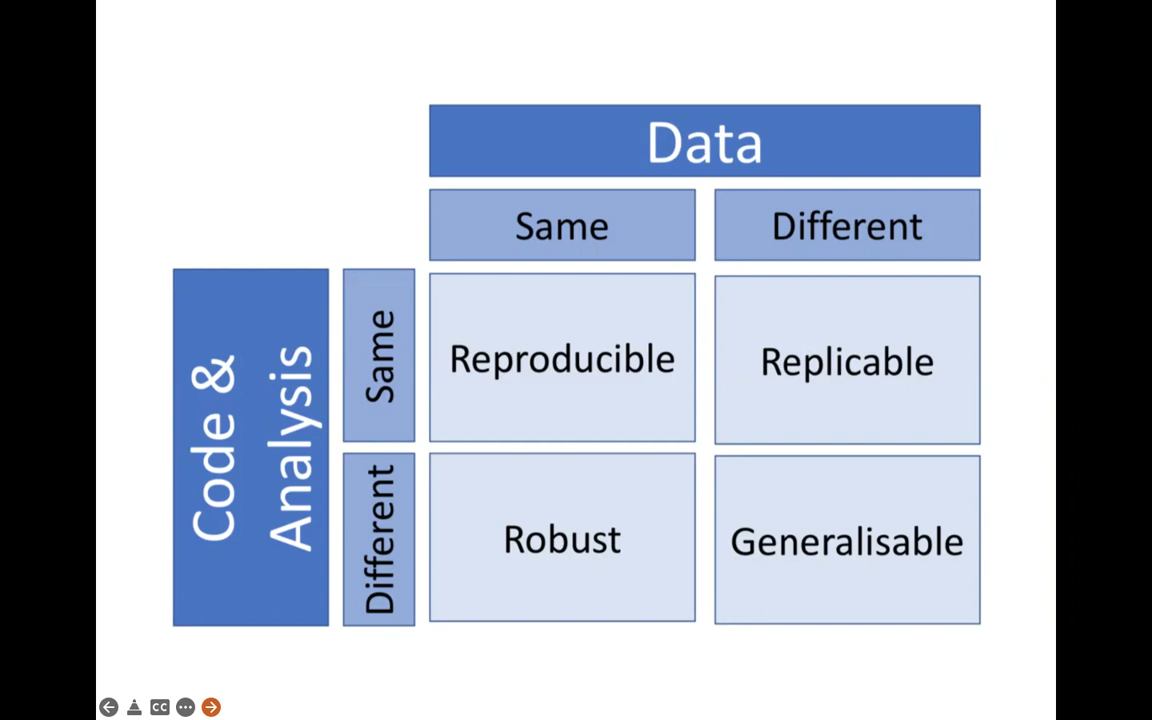 Data
Same
Different
Code &
Analysis
Same
Reproducible
Replicable
Different
Robust
Generalisable
CC